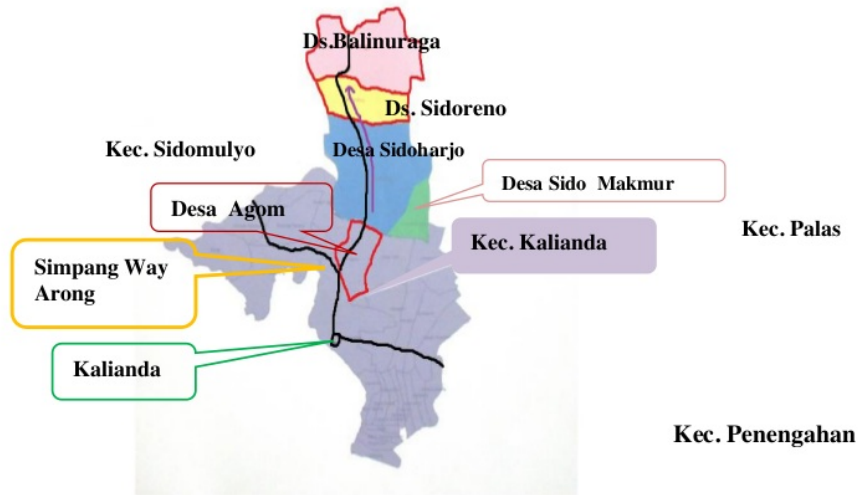 Ds.Balinuraga
Ds. Sidoreno
Kec. Sidomulyo
Desa Sidoharjo
Desa Sido Makmur
Desa Agom
Kec. Palas
Kec. Kalianda
Simpang Way
Arong
Kalianda
Kec. Penengahan